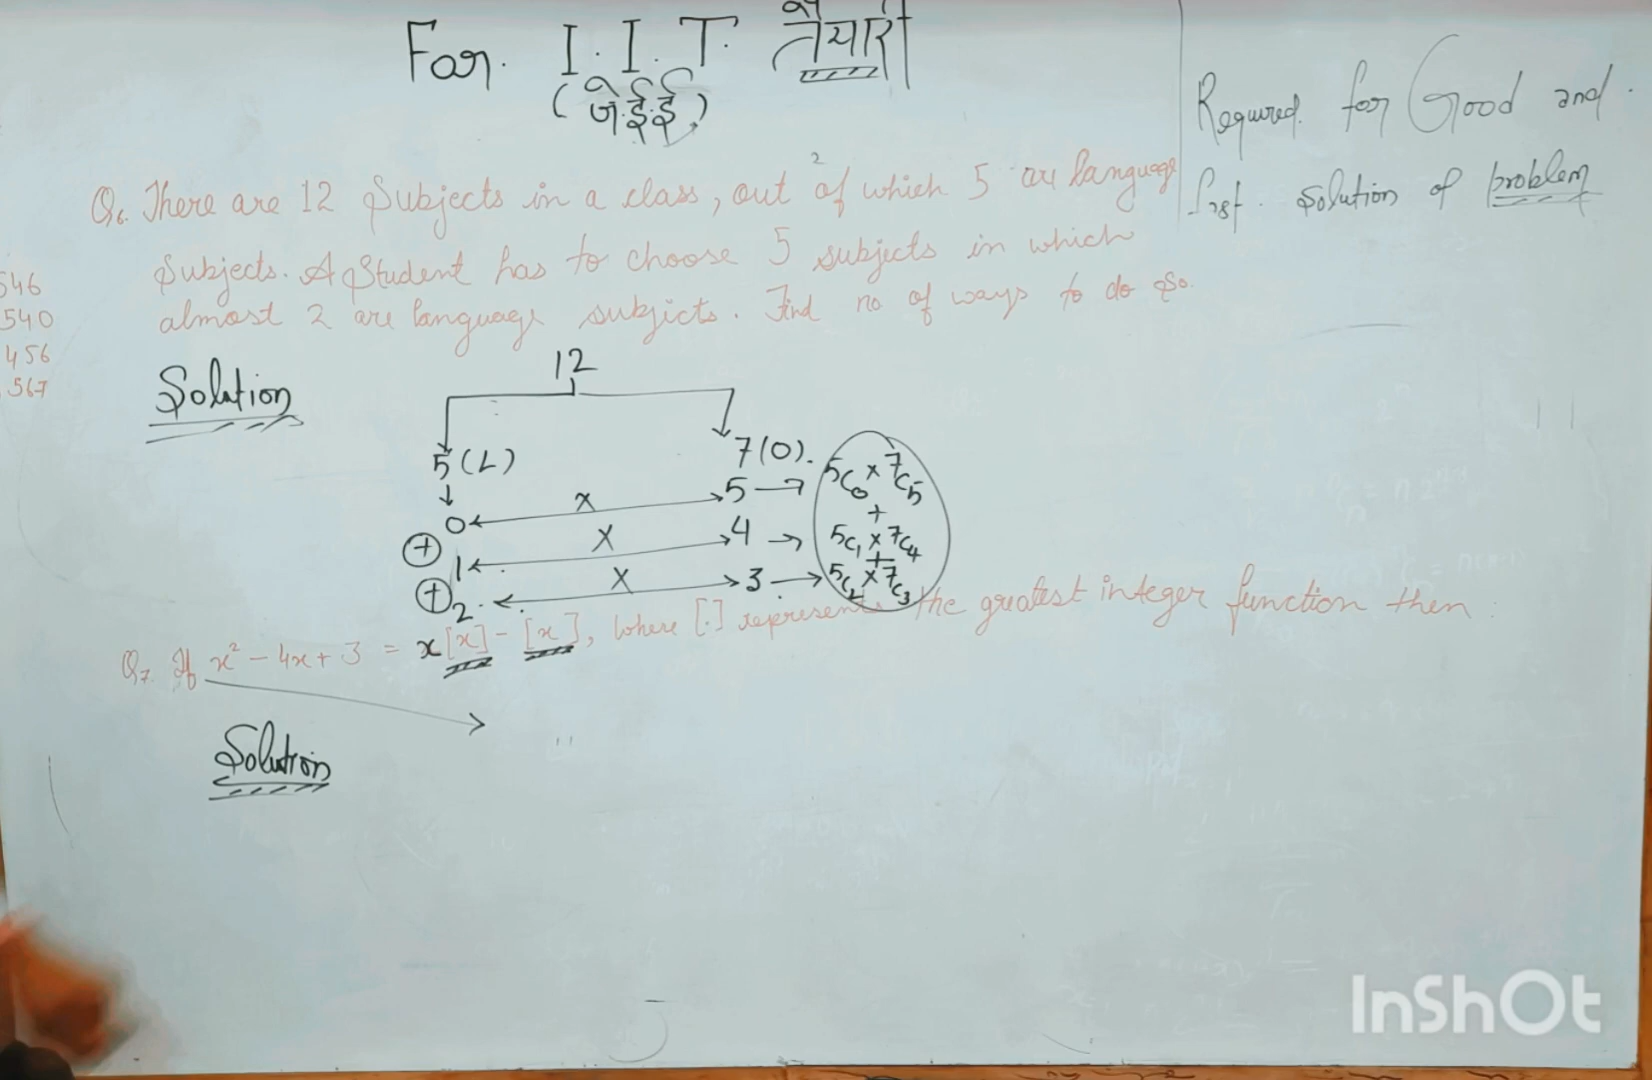 For. I.I.T. तैयारी
(जे.ई.ई.)
Required. for Good and.
fast. Solution of problem
Q6. There are 12 Subjects in a class, out of which 5 are language
2
Subjects. A Student has to choose 5 subjects in which
almost 2 are language subjects. Find no of ways to do so.
546
540
456
567
Solution
12
5 (L) 7(O).
0 x 5 → 5C0 x 7C5
+ +
1 x 4 → 5C1 x 7C4
+ +
2. x 3 → 5C2 x 7C3
Q7. If x² - 4x + 3 = x[x] - [x], where [.] represents the greatest integer function then
Solution
InShOt